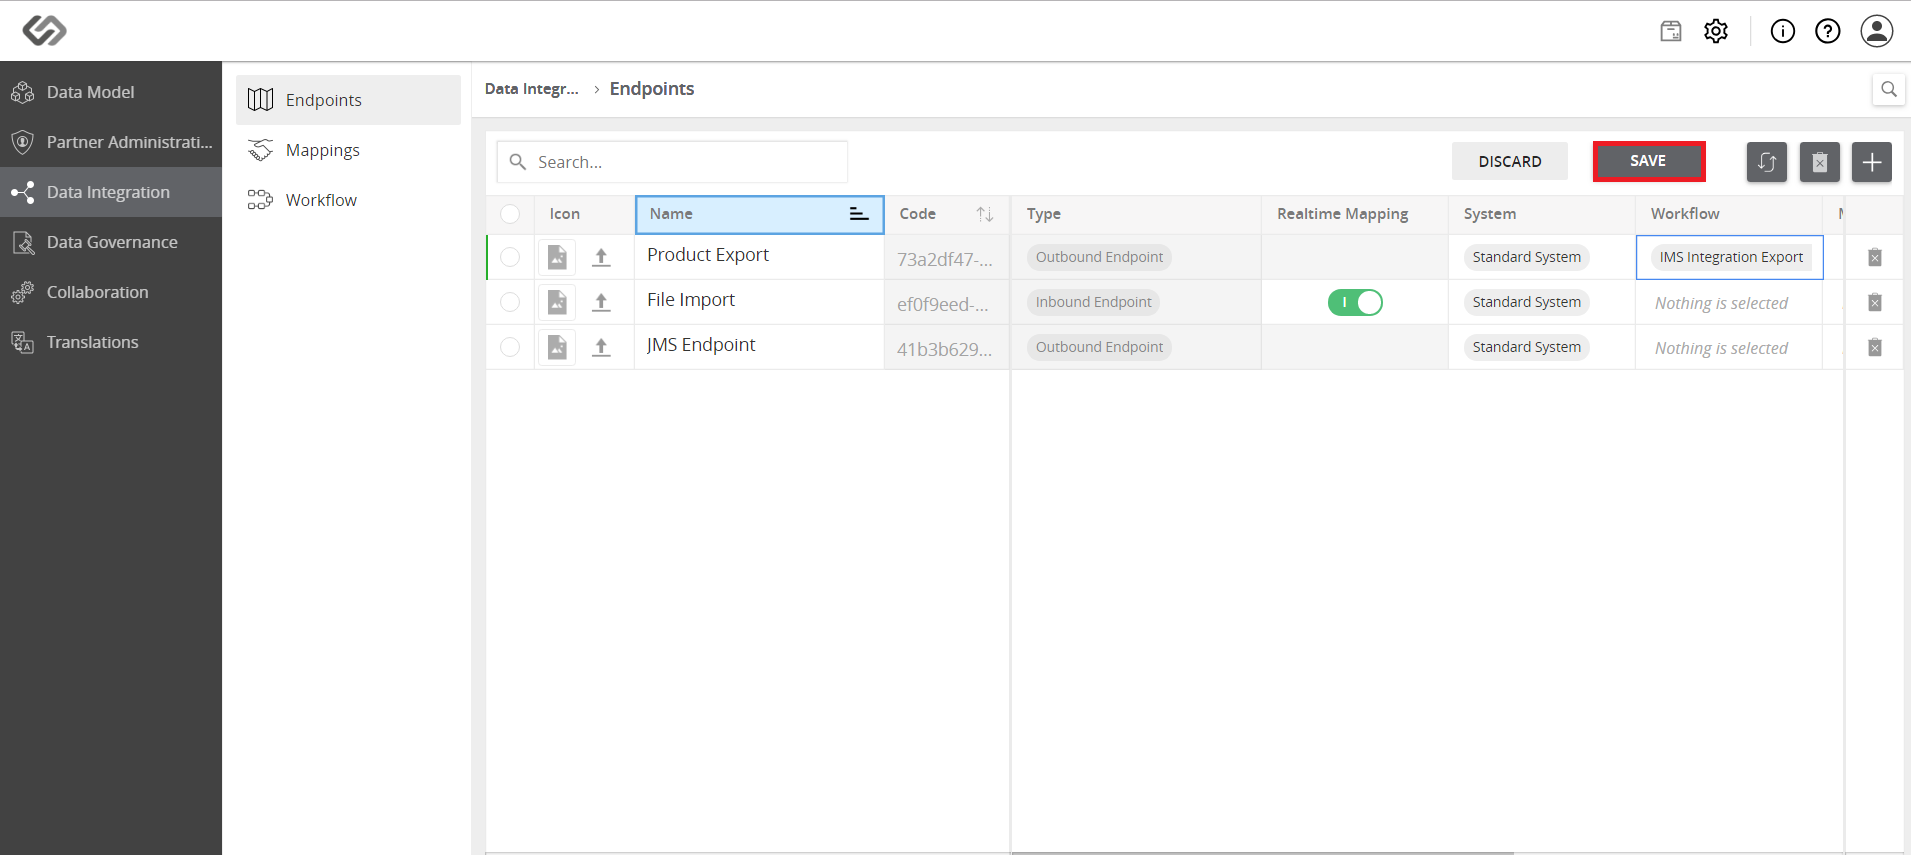 Data Model
Partner Administrati...
Data Integration
Data Governance
Collaboration
Translations
Endpoints
Mappings
Workflow
Data Integr... › Endpoints
Search...
DISCARD
SAVE
Icon Name Code Type Realtime Mapping System Workflow
Product Export 73a2df47-... Outbound Endpoint Standard System IMS Integration Export
File Import ef0f9eed-... Inbound Endpoint Standard System Nothing is selected
JMS Endpoint 41b3b629... Outbound Endpoint Standard System Nothing is selected